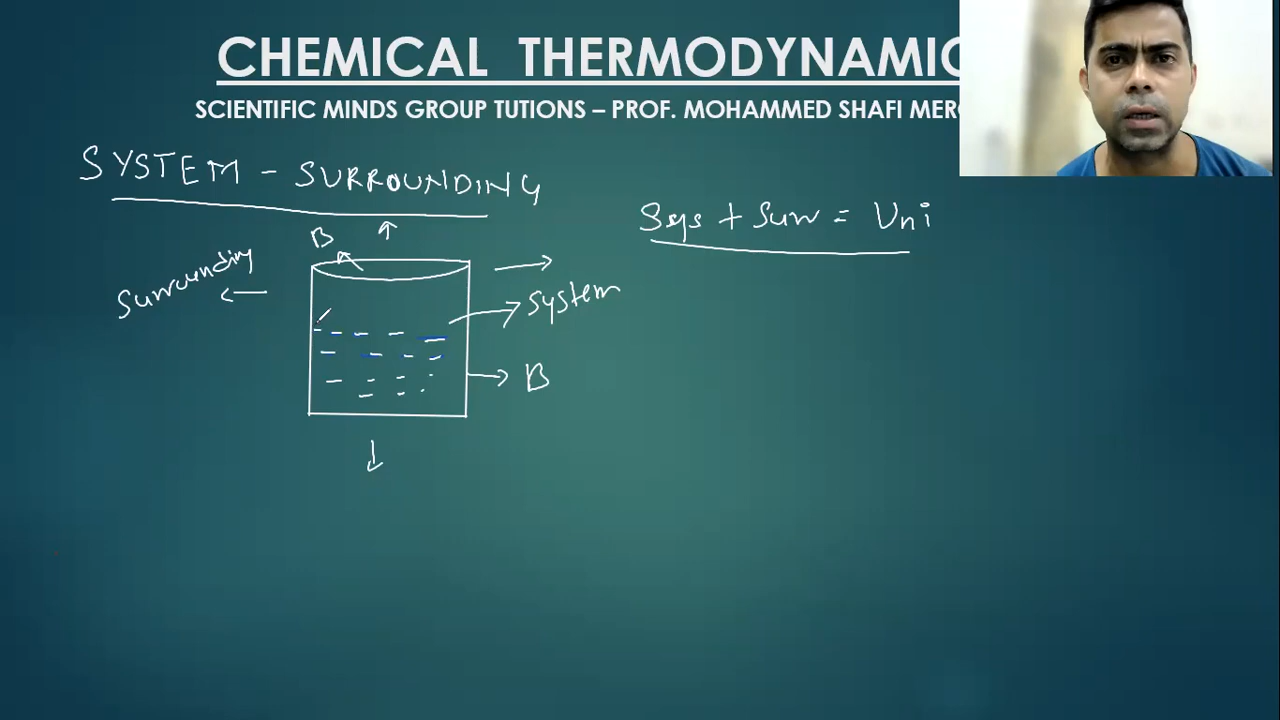 CHEMICAL THERMODYNAMIC
SCIENTIFIC MINDS GROUP TUTIONS – PROF. MOHAMMED SHAFI MER
SYSTEM - SURROUNDING
Sys + Surr = Uni
B
Surrounding
System
B